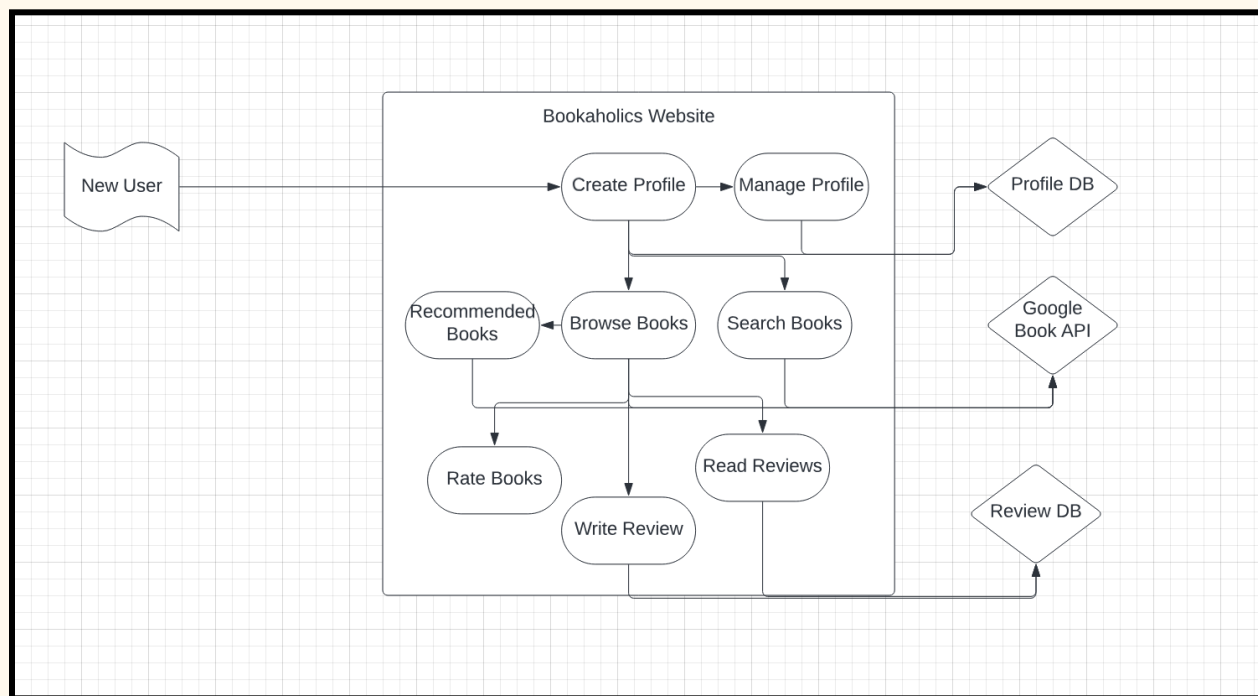 Bookaholics Website
New User
Create Profile
Manage Profile
Profile DB
Recommended
Books
Browse Books
Search Books
Google
Book API
Rate Books
Read Reviews
Write Review
Review DB